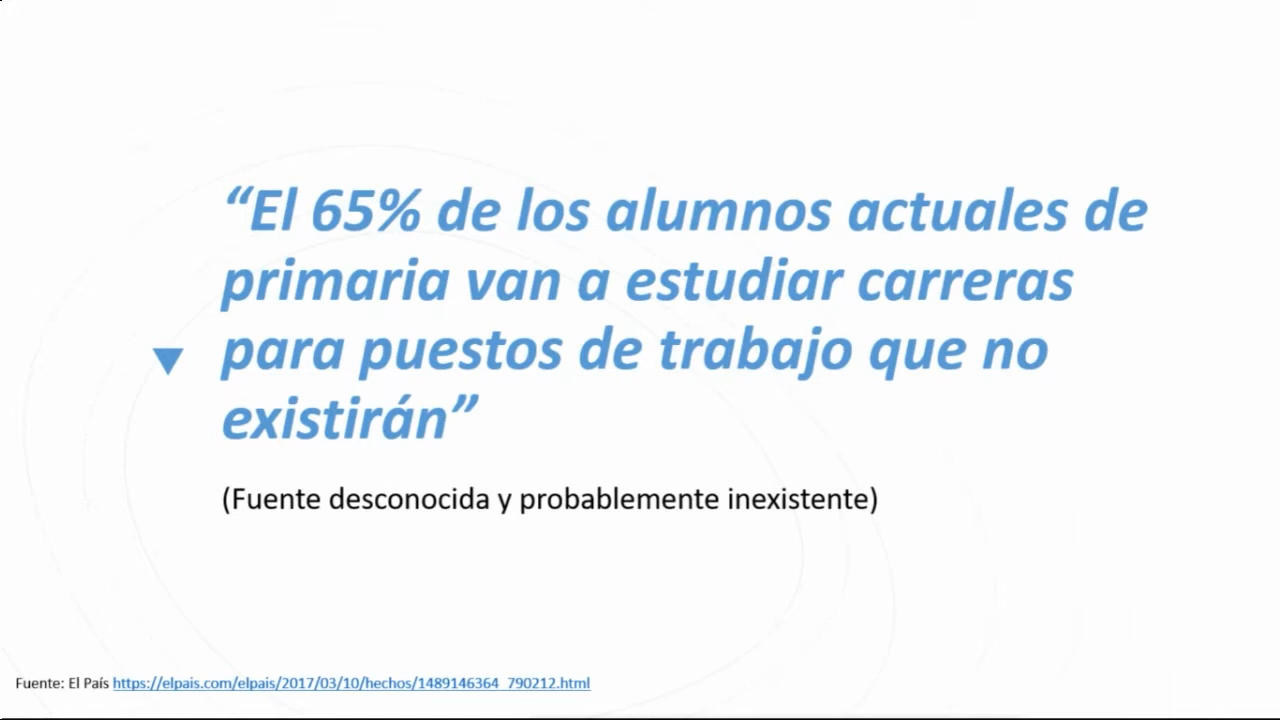 “El 65% de los alumnos actuales de
primaria van a estudiar carreras
para puestos de trabajo que no
existirán”
(Fuente desconocida y probablemente inexistente)
Fuente: El País https://elpais.com/elpais/2017/03/10/hechos/1489146364_790212.html